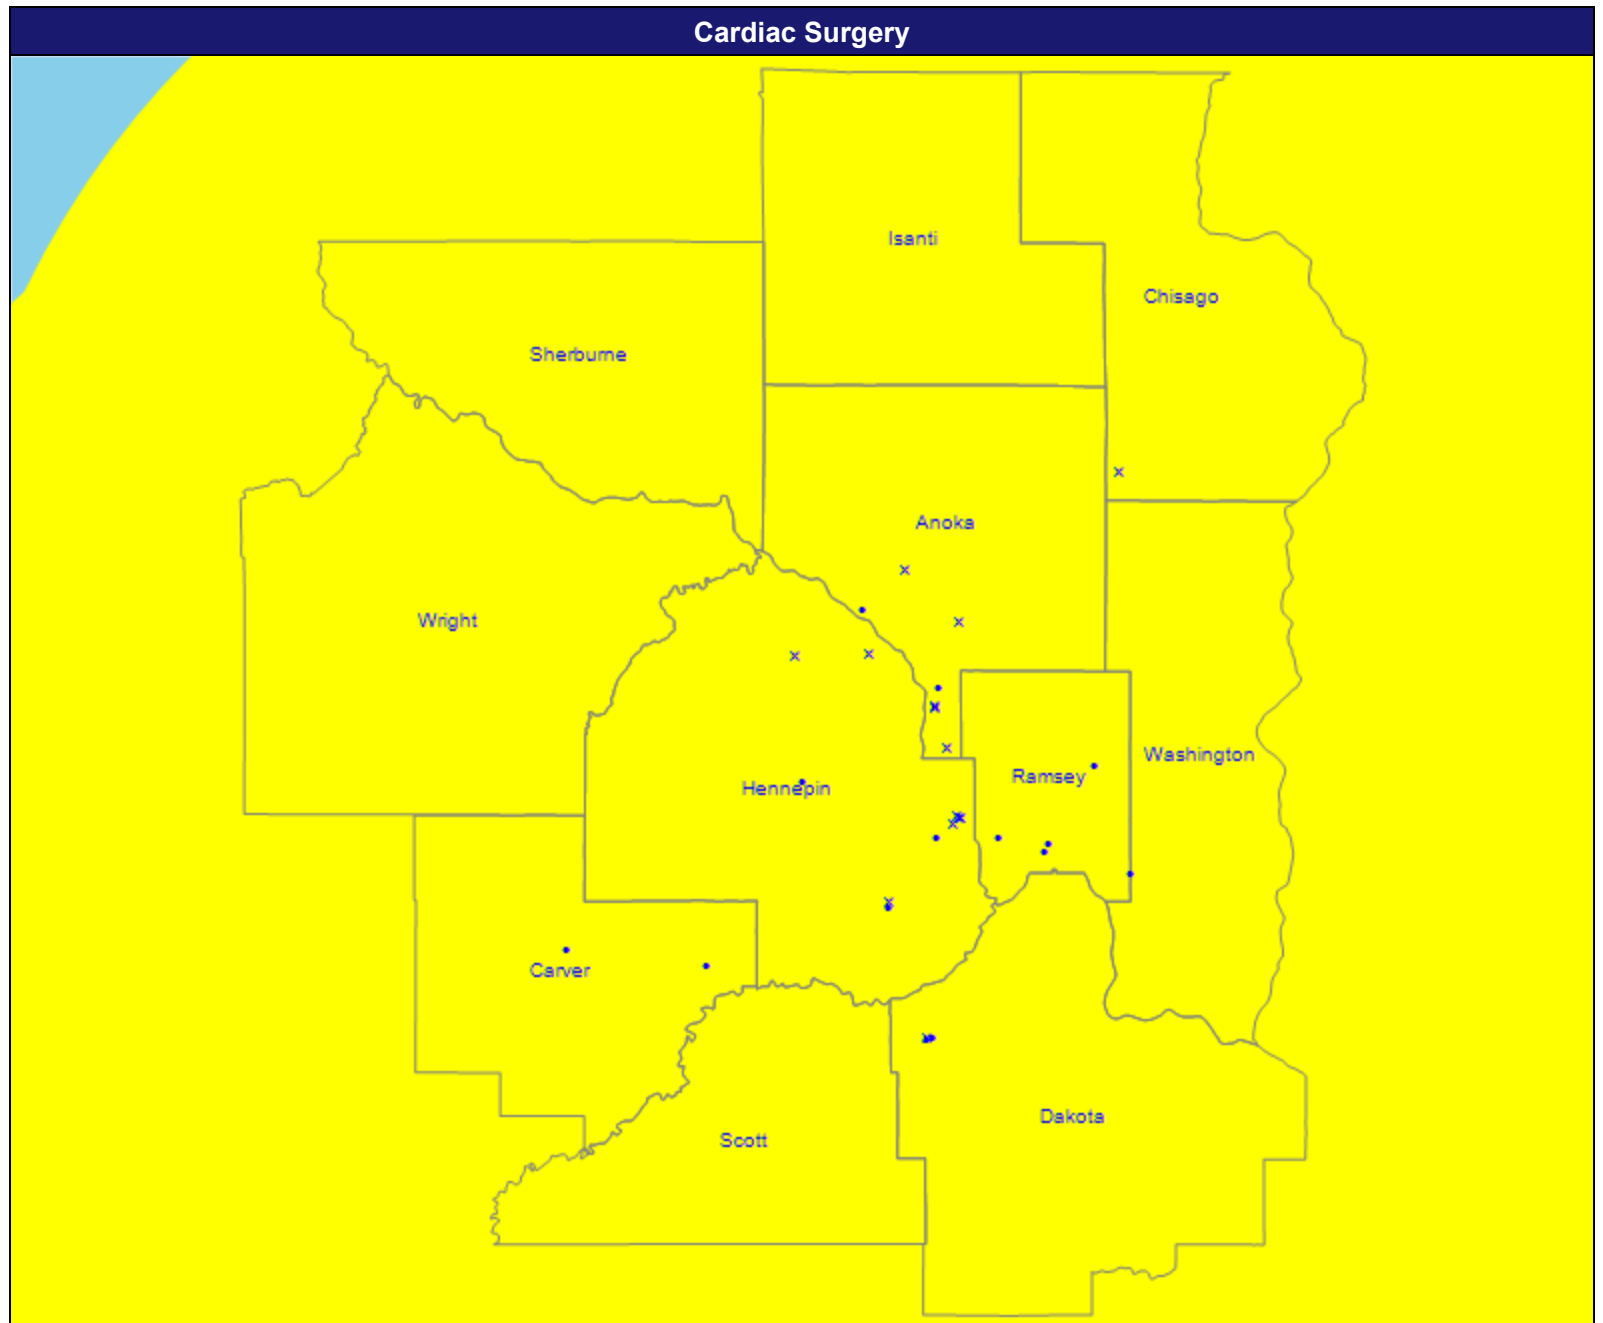 Cardiac Surgery
Isanti
Chisago
Sherburne
Anoka
Wright
Washington
Ramsey
Hennepin
Carver
Dakota
Scott